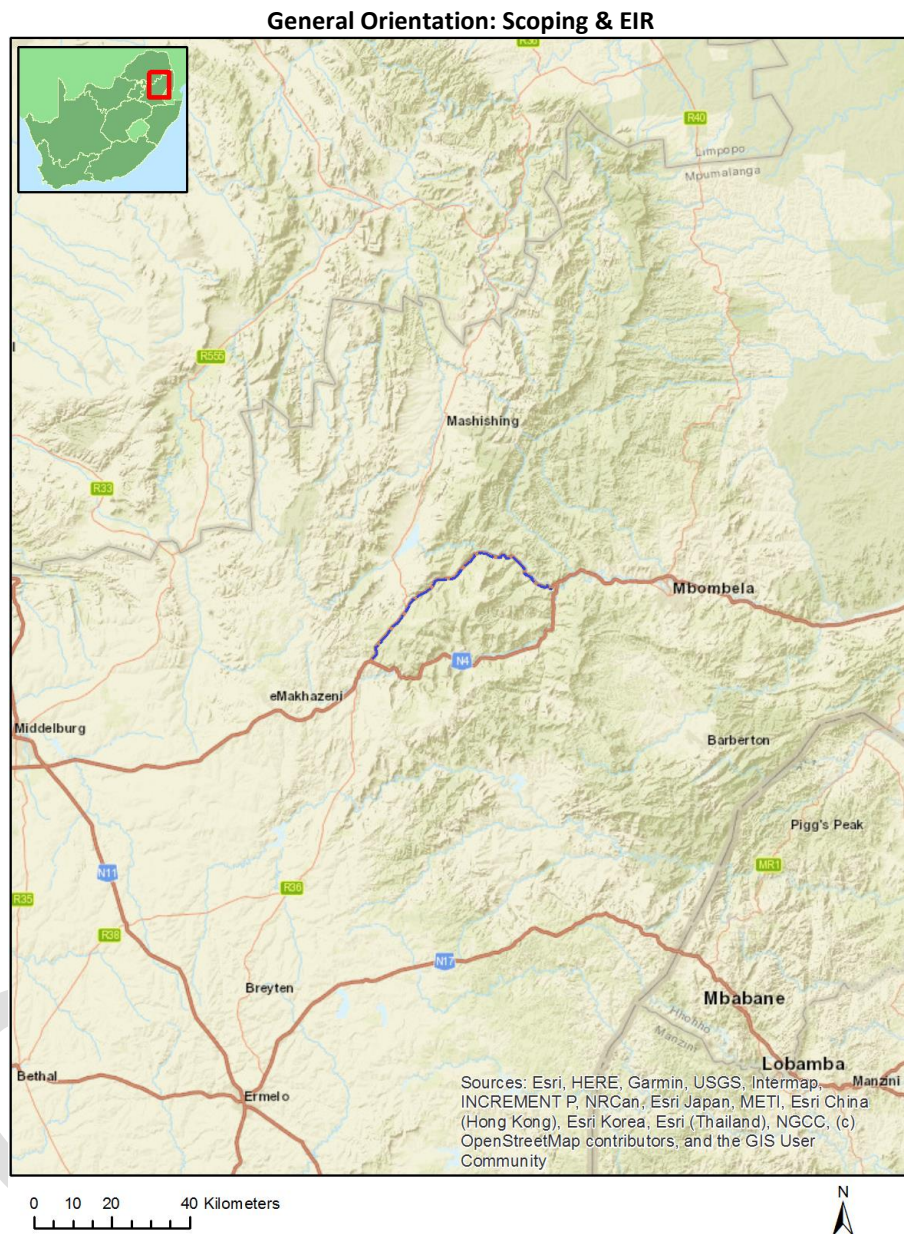 General Orientation: Scoping & EIR
R40
Limpopo
Mpumalanga
R555
Mashishing
R33
Mbombela
N4
eMakhazeni
Middelburg
Barberton
Pigg's Peak
MR1
N11
R35
R36
R38
N17
Breyten
Mbabane
Hhohho
Manzini
Lobamba
Bethal
Manzini
Ermelo
Sources: Esri, HERE, Garmin, USGS, Intermap,
INCREMENT P, NRCan, Esri Japan, METI, Esri China
(Hong Kong), Esri Korea, Esri (Thailand), NGCC, (c)
OpenStreetMap contributors, and the GIS User
Community
0 10 20 40 Kilometers
N